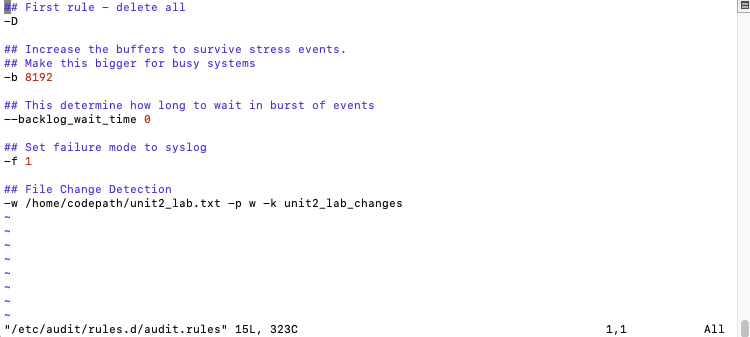 ## First rule - delete all
-D
## Increase the buffers to survive stress events.
## Make this bigger for busy systems
-b 8192
## This determine how long to wait in burst of events
--backlog_wait_time 0
## Set failure mode to syslog
-f 1
## File Change Detection
-w /home/codepath/unit2_lab.txt -p w -k unit2_lab_changes
~
~
~
~
~
~
~
~
"/etc/audit/rules.d/audit.rules" 15L, 323C 1,1 All